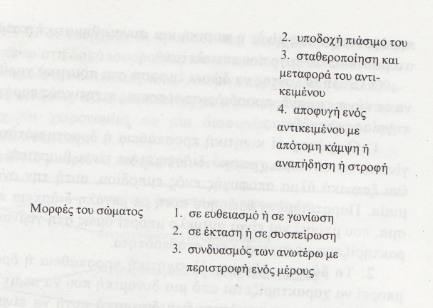 2. υποδοχή πιάσιμο του
3. σταθεροποίηση και
μεταφορά του αντι-
κειμένου
4. αποφυγή ενός
αντικειμένου με
απότομη κάμψη ή
αναπήδηση ή στροφή
Μορφές του σώματος
1. σε ευθειασμό ή σε γωνίωση
2. σε έκταση ή σε συσπείρωση
3. συνδυασμός των ανωτέρω με
περιστροφή ενός μέρους